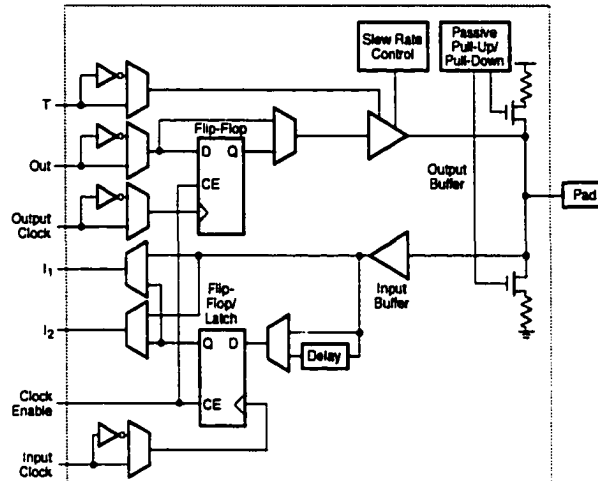 Slew Rate
Control
Passive
Pull-Up/
Pull-Down
T
Flip-Flop
D Q
Out
CE
Output
Buffer
Output
Clock
Pad
I1
Input
Buffer
Flip-
Flop/
Latch
I2
Q D
Delay
Clock
Enable
CE
Input
Clock